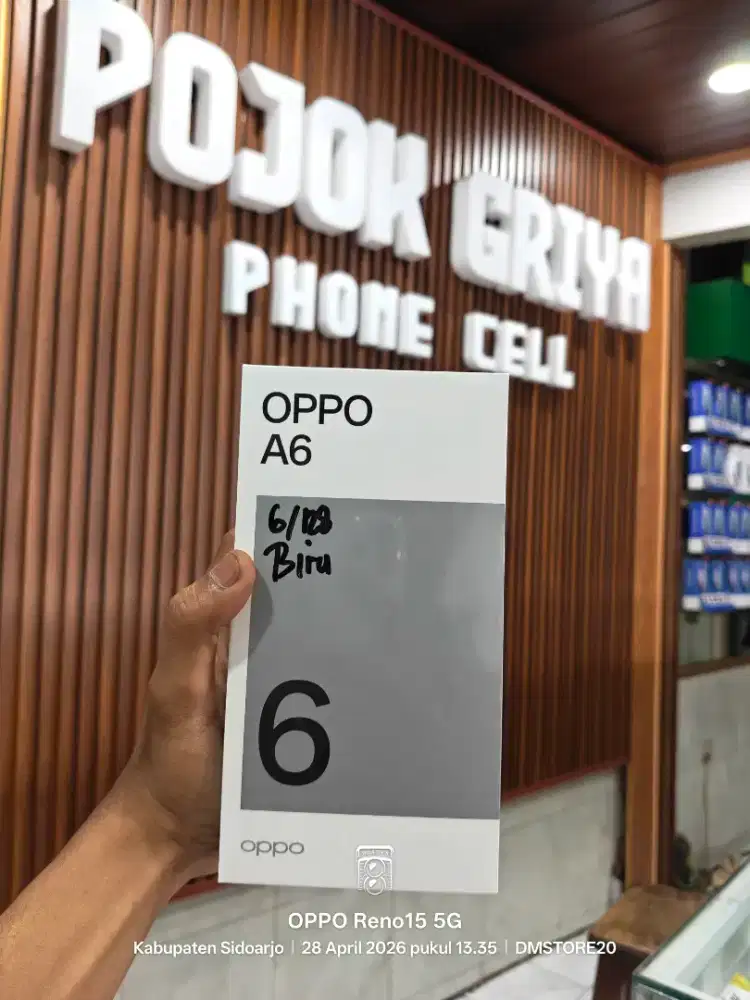 POJOK GRIYA
PHONE CELL
OPPO
A6
6/128
Biru
6
oppo
OPPO Reno15 5G
Kabupaten Sidoarjo | 28 April 2026 pukul 13.35 | DMSTORE20